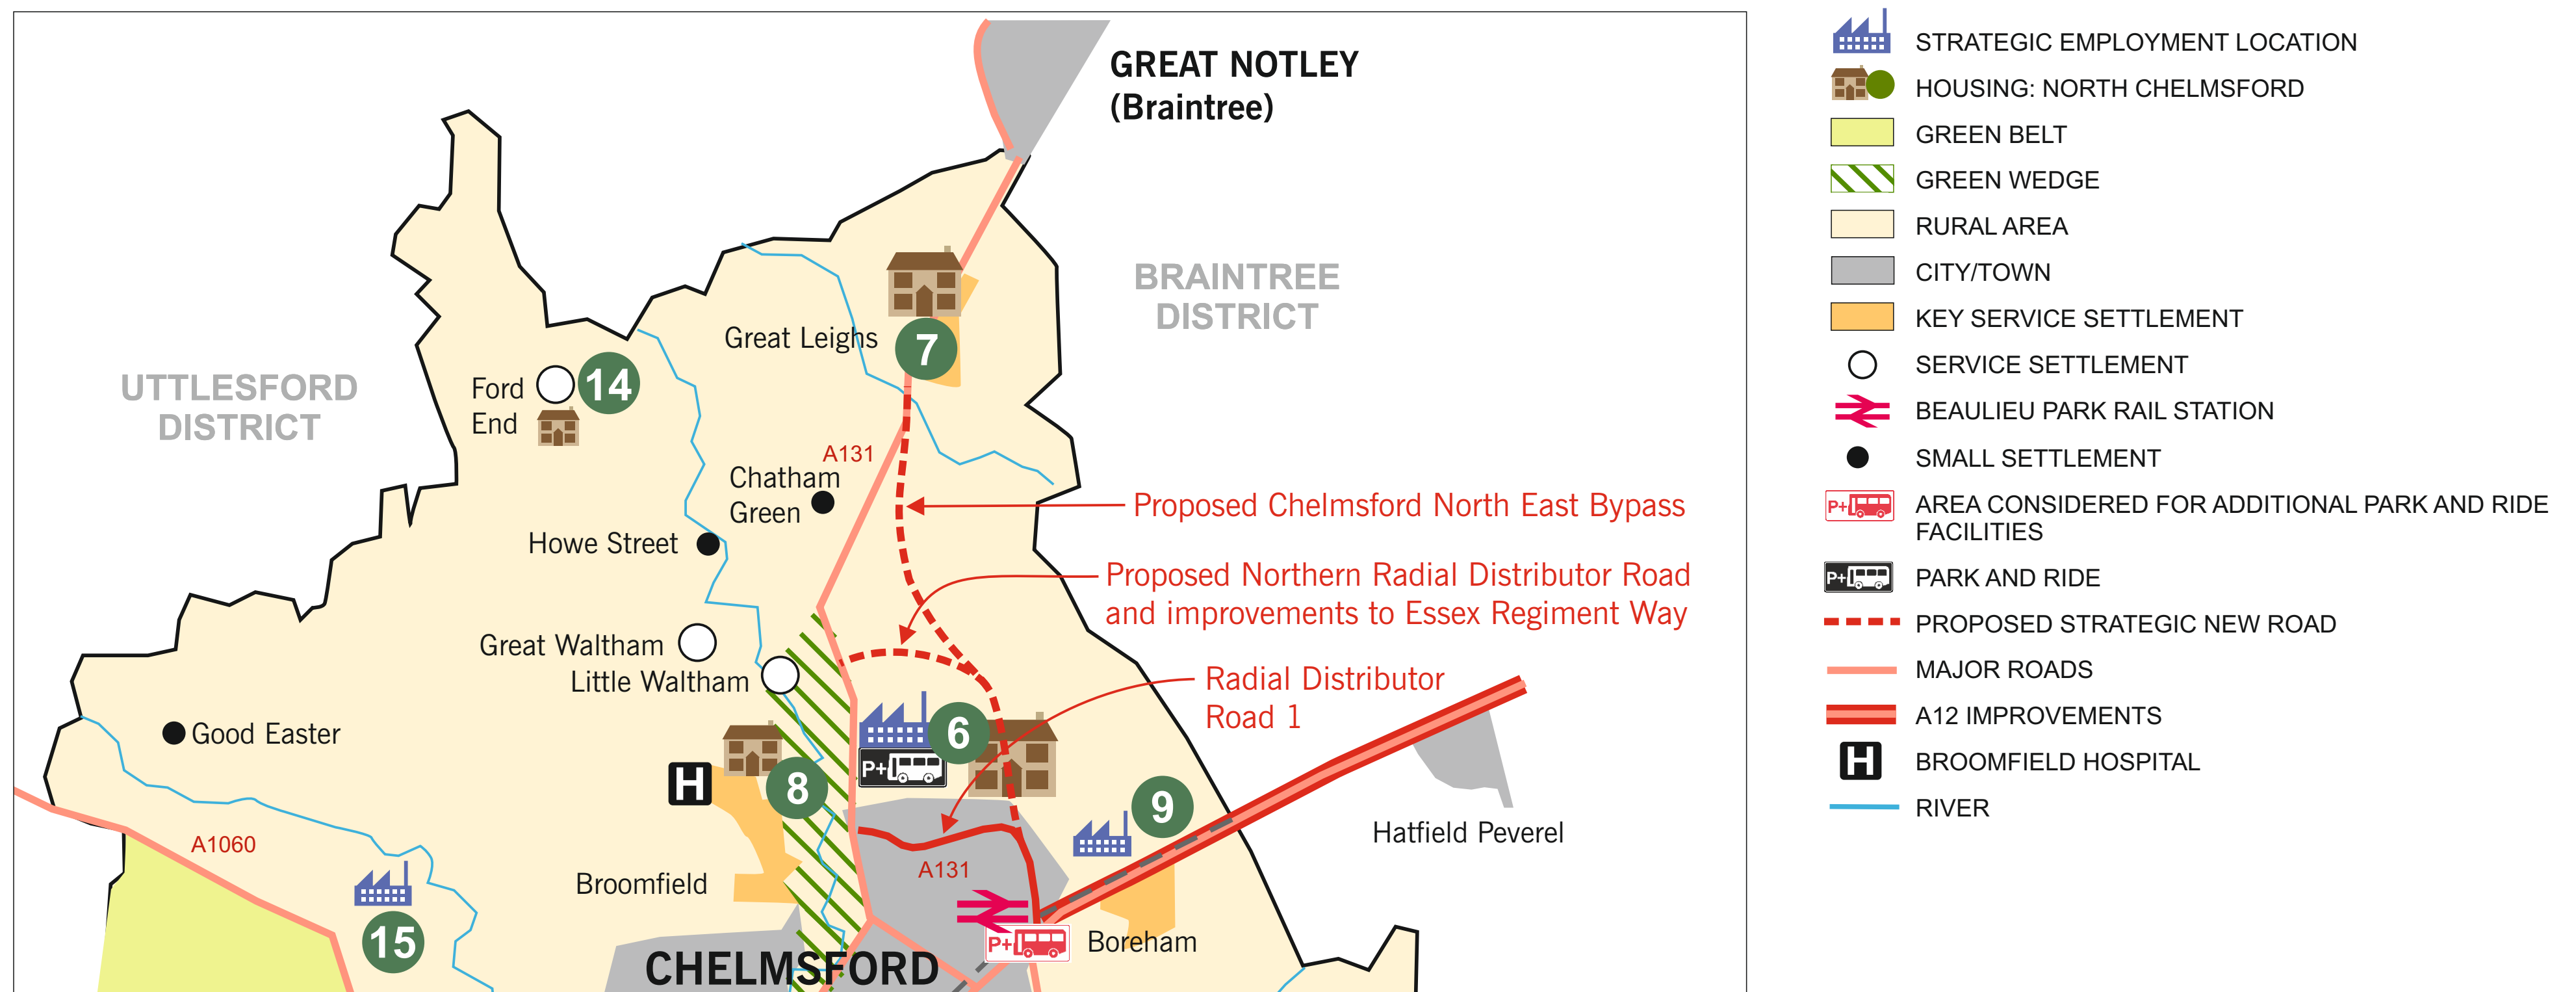 GREAT NOTLEY
(Braintree)
BRAINTREE
DISTRICT
UTTLESFORD
DISTRICT
Great Leighs
7
Ford
End
14
A131
Chatham
Green
Proposed Chelmsford North East Bypass
Howe Street
Proposed Northern Radial Distributor Road
and improvements to Essex Regiment Way
Great Waltham
Little Waltham
Radial Distributor
Road 1
Good Easter
6
P+
H
8
9
Hatfield Peverel
A1060
A131
Broomfield
15
P+
Boreham
CHELMSFORD
STRATEGIC EMPLOYMENT LOCATION
HOUSING: NORTH CHELMSFORD
GREEN BELT
GREEN WEDGE
RURAL AREA
CITY/TOWN
KEY SERVICE SETTLEMENT
SERVICE SETTLEMENT
BEAULIEU PARK RAIL STATION
SMALL SETTLEMENT
P+
AREA CONSIDERED FOR ADDITIONAL PARK AND RIDE
FACILITIES
P+
PARK AND RIDE
PROPOSED STRATEGIC NEW ROAD
MAJOR ROADS
A12 IMPROVEMENTS
H
BROOMFIELD HOSPITAL
RIVER